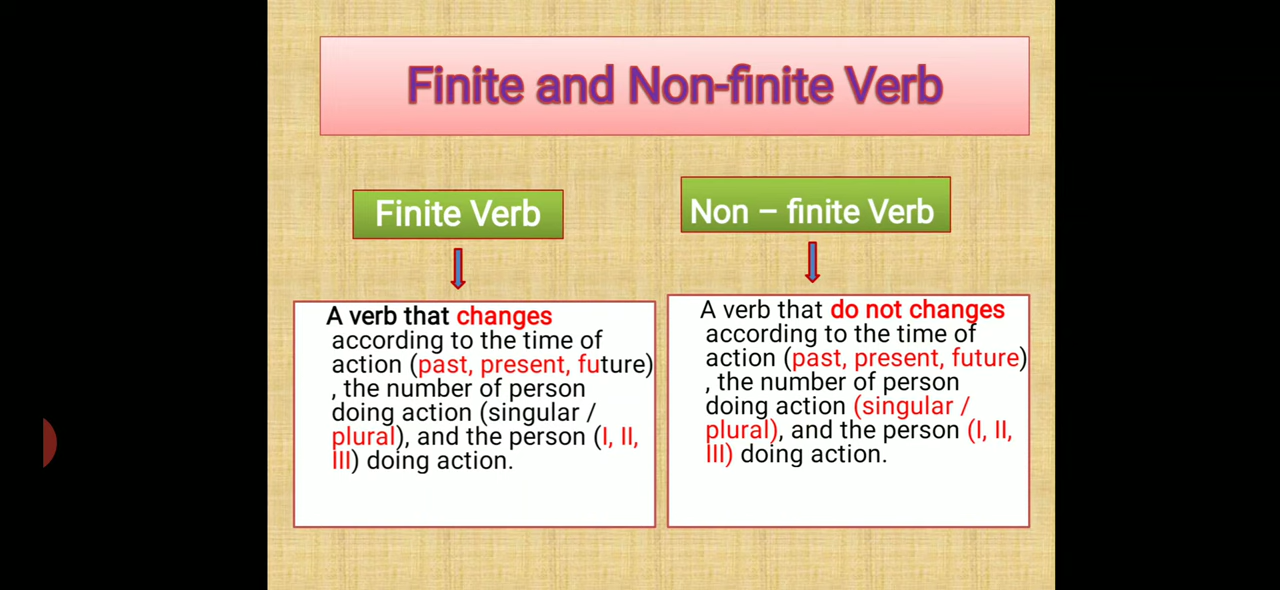 Finite and Non-finite Verb
Finite Verb
A verb that changes
according to the time of
action (past, present, future)
, the number of person
doing action (singular /
plural), and the person (I, II,
III) doing action.
Non – finite Verb
A verb that do not changes
according to the time of
action (past, present, future)
, the number of person
doing action (singular /
plural), and the person (I, II,
III) doing action.